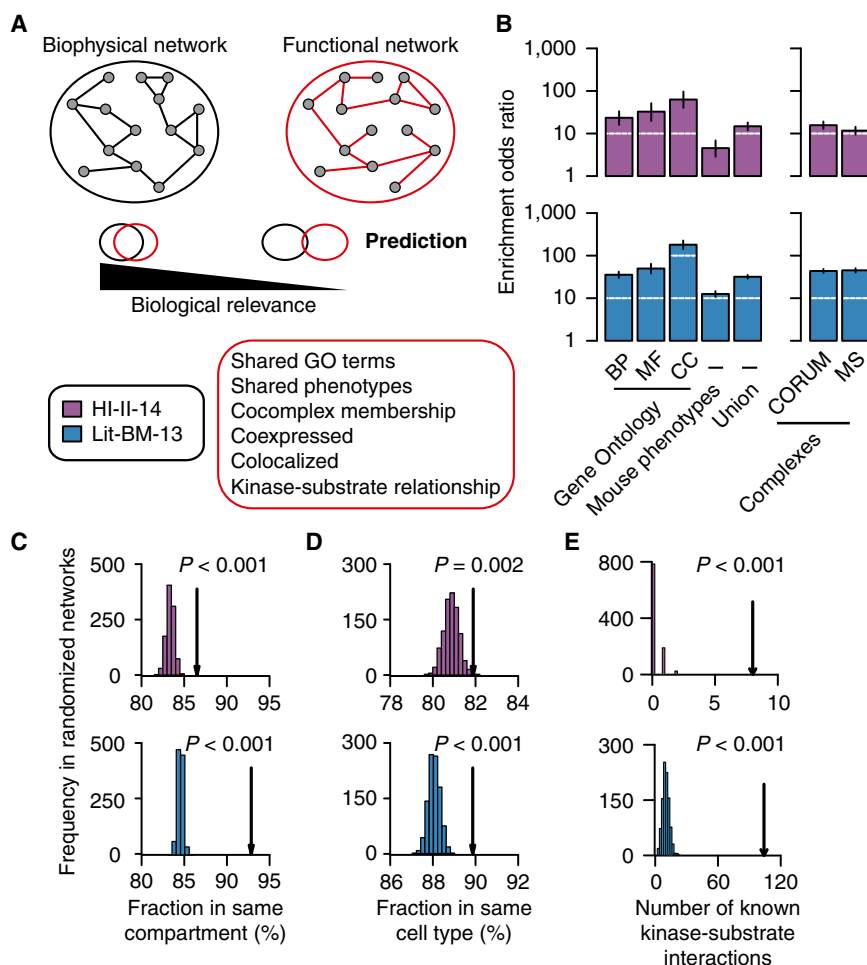 A
Biophysical network
Functional network
Prediction
Biological relevance
HI-II-14
Lit-BM-13
Shared GO terms
Shared phenotypes
Cocomplex membership
Coexpressed
Colocalized
Kinase-substrate relationship
B
Enrichment odds ratio
1,000
100
10
1
1,000
100
10
1
BP
MF
CC
Gene Ontology
Mouse phenotypes
Union
CORUM
MS
Complexes
C
Frequency in randomized networks
500
250
0
P < 0.001
80 85 90 95
500
250
0
P < 0.001
80 85 90 95
Fraction in same
compartment (%)
D
300
150
0
P = 0.002
78 80 82 84
300
150
0
P < 0.001
86 88 90 92
Fraction in same
cell type (%)
E
800
400
0
P < 0.001
0 5 10
300
150
0
P < 0.001
0 60 120
Number of known
kinase-substrate
interactions